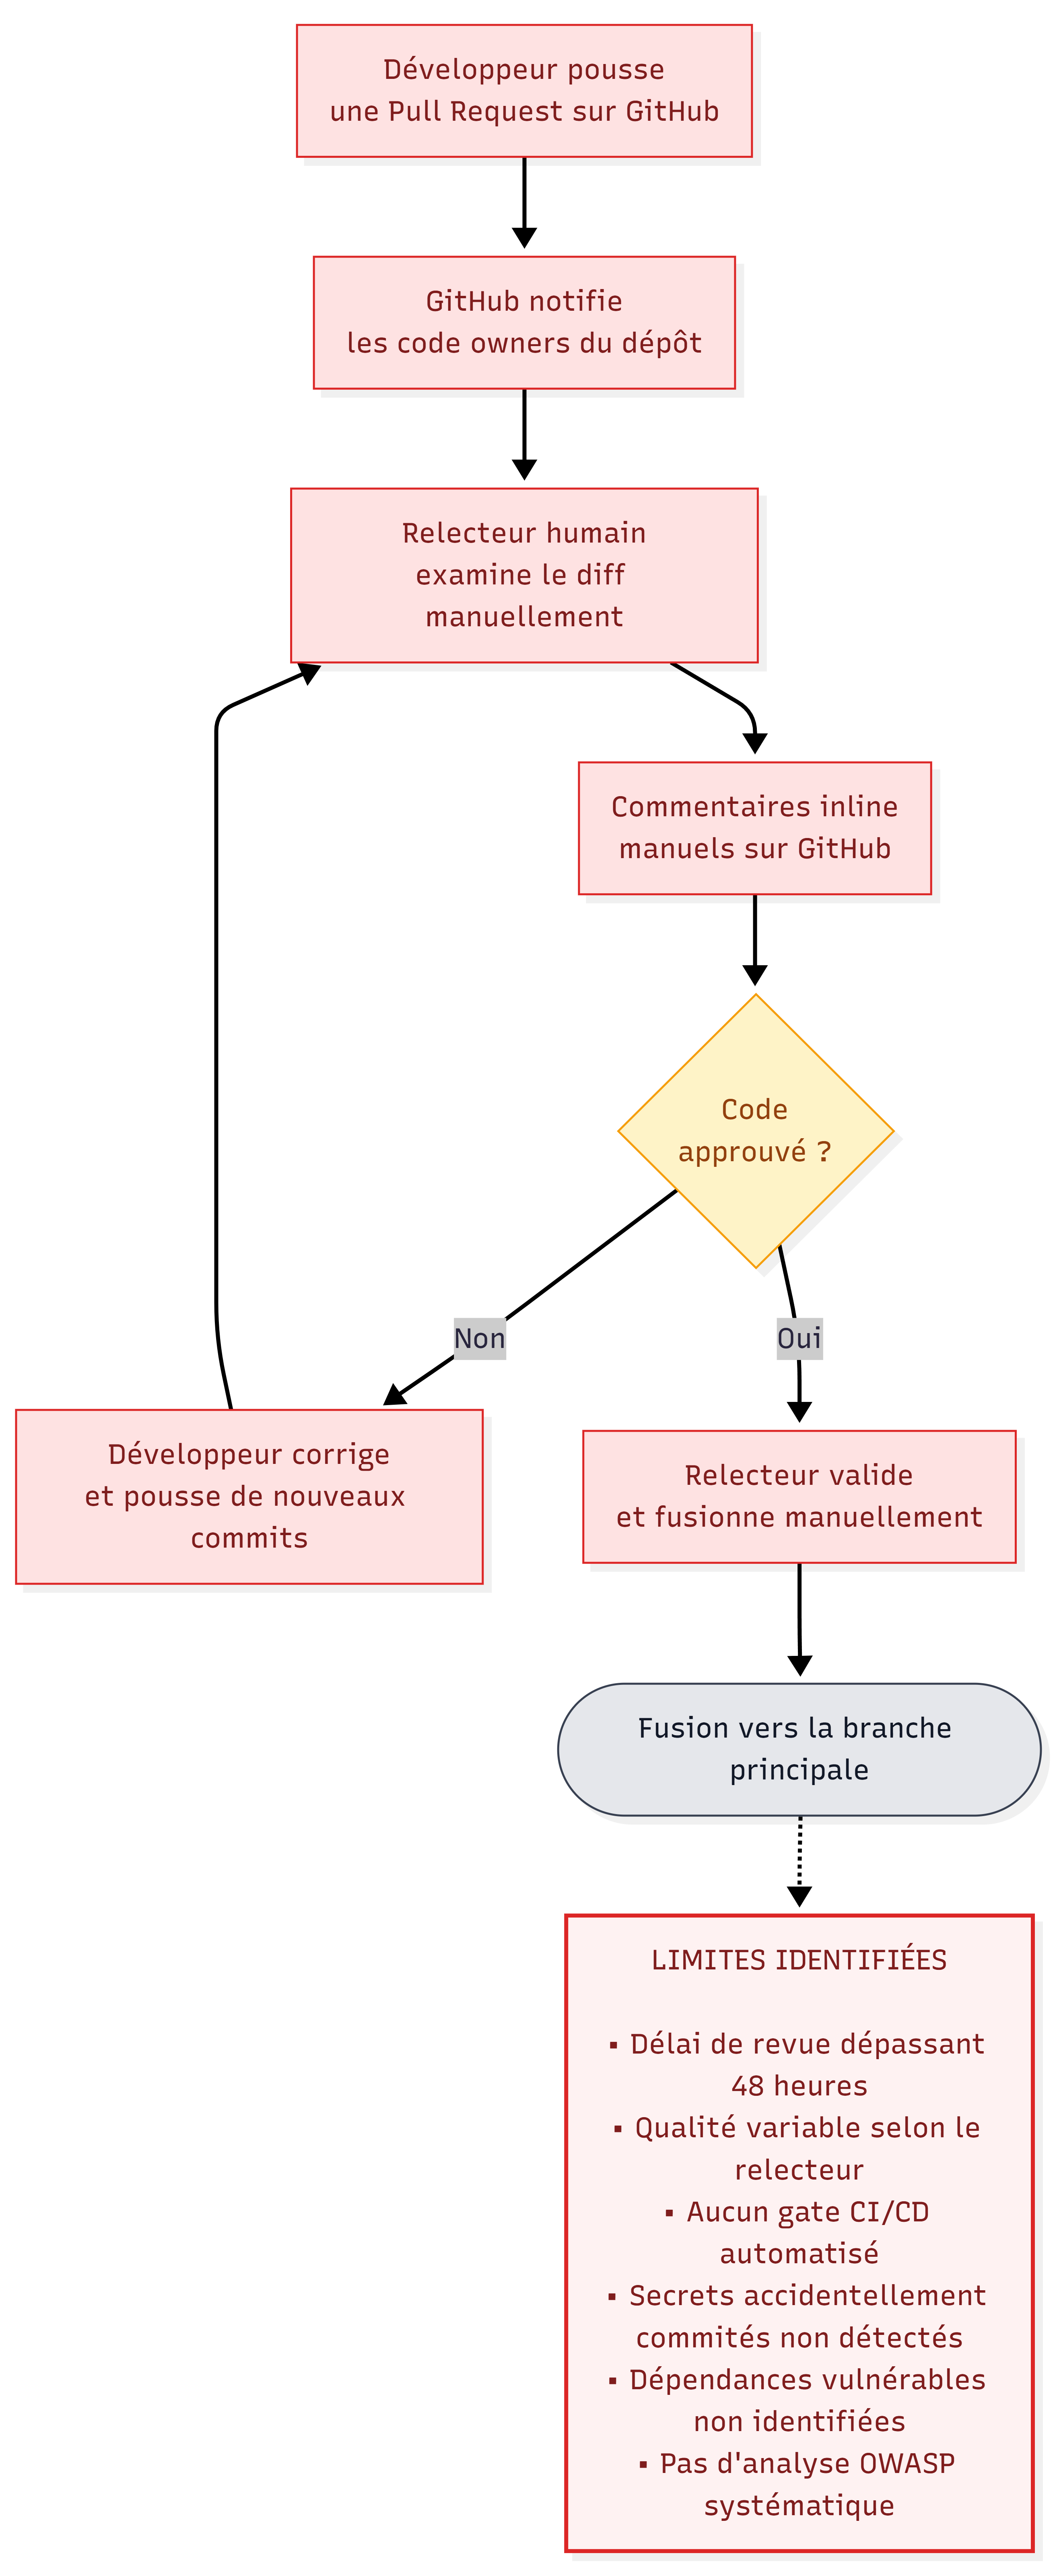 Développeur pousse
une Pull Request sur GitHub
GitHub notifie
les code owners du dépôt
Relecteur humain
examine le diff
manuellement
Commentaires inline
manuels sur GitHub
Code
approuvé ?
Non
Oui
Développeur corrige
et pousse de nouveaux
commits
Relecteur valide
et fusionne manuellement
Fusion vers la branche
principale
LIMITES IDENTIFIÉES
▪ Délai de revue dépassant
48 heures
▪ Qualité variable selon le
relecteur
▪ Aucun gate CI/CD
automatisé
▪ Secrets accidentellement
commités non détectés
▪ Dépendances vulnérables
non identifiées
▪ Pas d'analyse OWASP
systématique